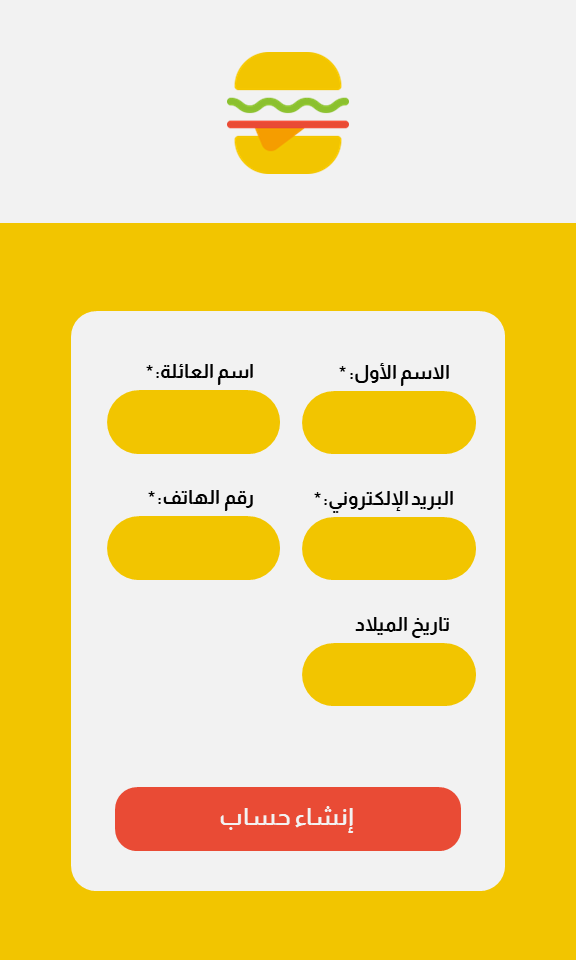 الاسم الأول: *
اسم العائلة: *
البريد الإلكتروني: *
رقم الهاتف: *
تاريخ الميلاد
إنشاء حساب